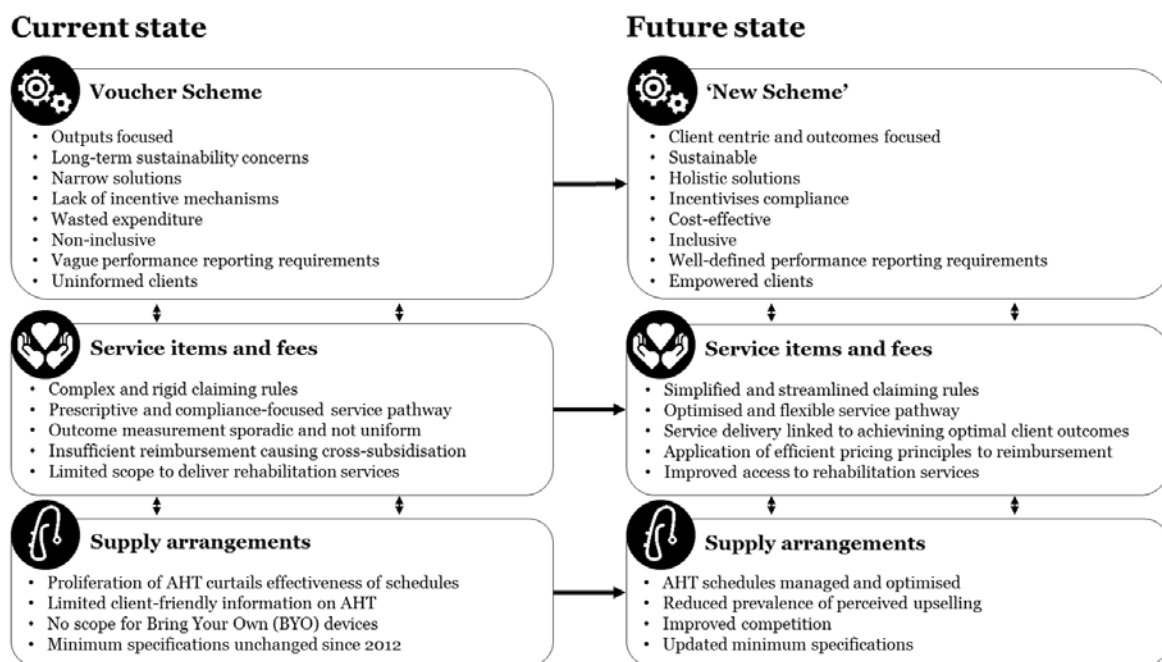 Current state
Voucher Scheme
• Outputs focused
• Long-term sustainability concerns
• Narrow solutions
• Lack of incentive mechanisms
• Wasted expenditure
• Non-inclusive
• Vague performance reporting requirements
• Uninformed clients
Service items and fees
• Complex and rigid claiming rules
• Prescriptive and compliance-focused service pathway
• Outcome measurement sporadic and not uniform
• Insufficient reimbursement causing cross-subsidisation
• Limited scope to deliver rehabilitation services
Supply arrangements
• Proliferation of AHT curtails effectiveness of schedules
• Limited client-friendly information on AHT
• No scope for Bring Your Own (BYO) devices
• Minimum specifications unchanged since 2012
Future state
‘New Scheme’
• Client centric and outcomes focused
• Sustainable
• Holistic solutions
• Incentivises compliance
• Cost-effective
• Inclusive
• Well-defined performance reporting requirements
• Empowered clients
Service items and fees
• Simplified and streamlined claiming rules
• Optimised and flexible service pathway
• Service delivery linked to achievining optimal client outcomes
• Application of efficient pricing principles to reimbursement
• Improved access to rehabilitation services
Supply arrangements
• AHT schedules managed and optimised
• Reduced prevalence of perceived upselling
• Improved competition
• Updated minimum specifications